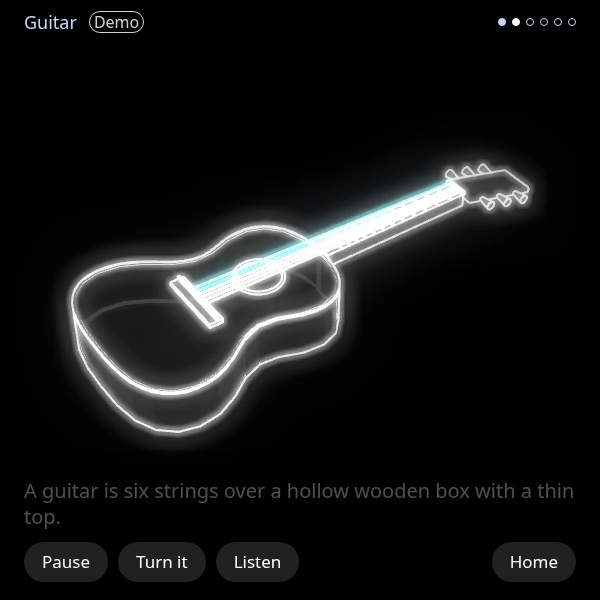 Guitar Demo
A guitar is six strings over a hollow wooden box with a thin
top.
Pause Turn it Listen Home